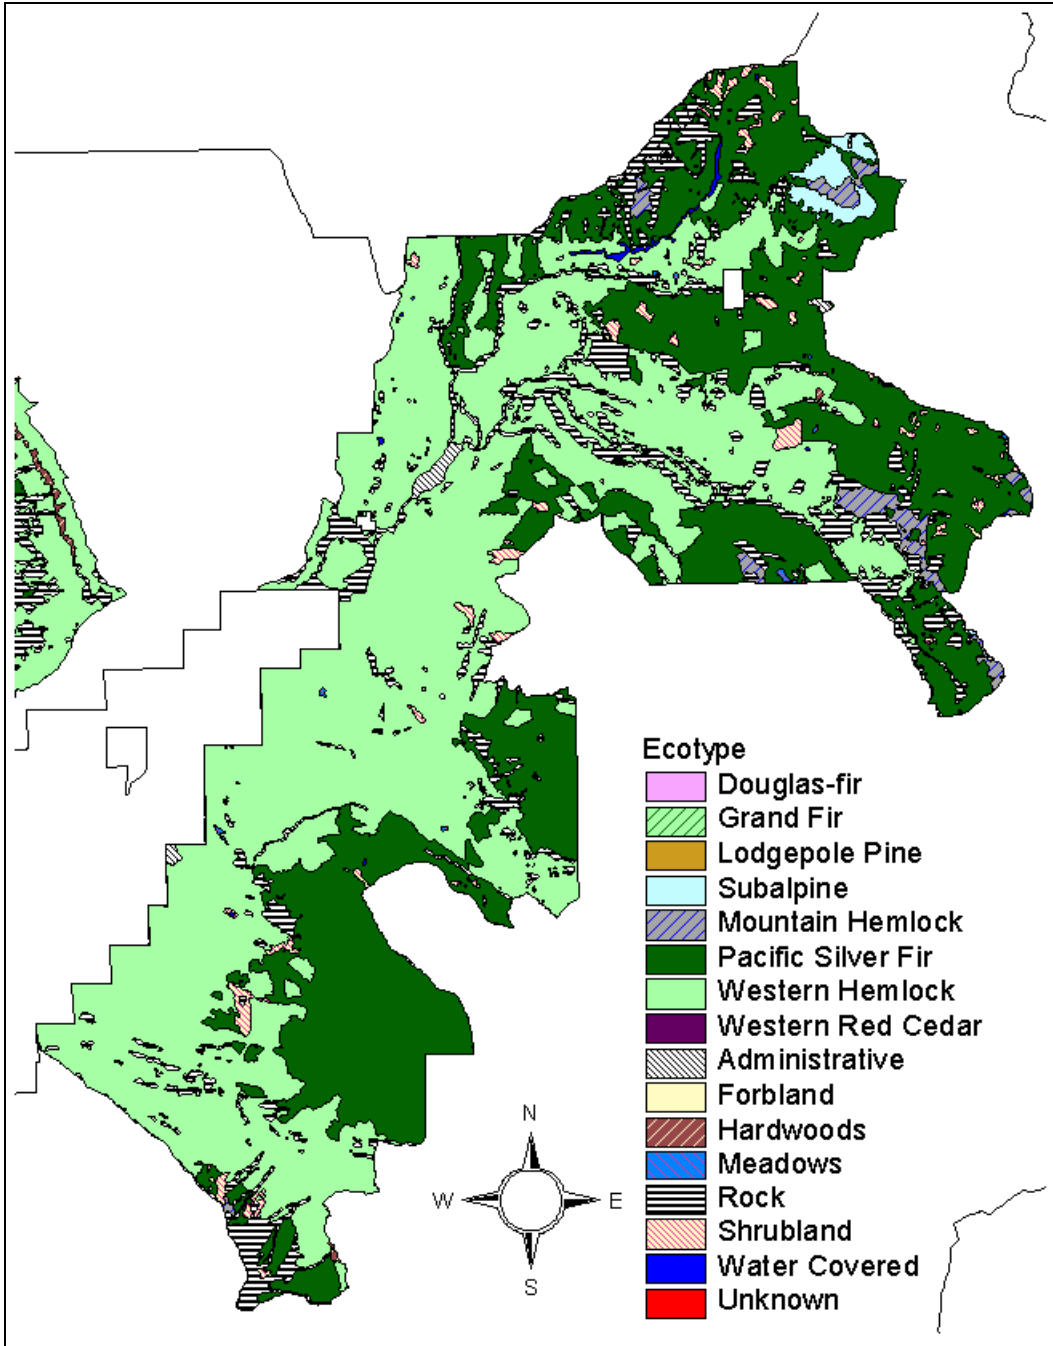 Ecotype
Douglas-fir
Grand Fir
Lodgepole Pine
Subalpine
Mountain Hemlock
Pacific Silver Fir
Western Hemlock
Western Red Cedar
Administrative
Forbland
Hardwoods
Meadows
Rock
Shrubland
Water Covered
Unknown
N
W E
S